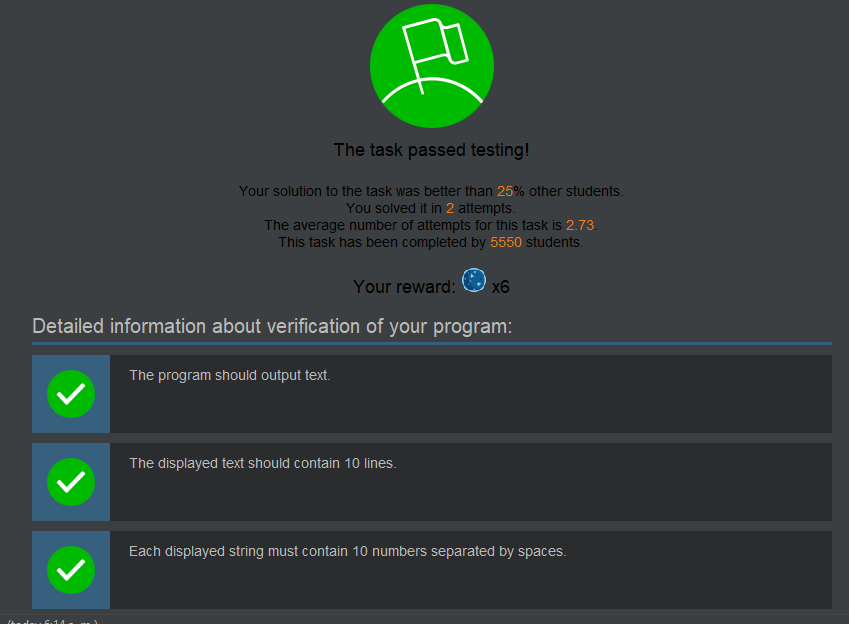 The task passed testing!
Your solution to the task was better than 25% other students.
You solved it in 2 attempts.
The average number of attempts for this task is 2.73
This task has been completed by 5550 students.
Your reward: x6
Detailed information about verification of your program:
The program should output text.
The displayed text should contain 10 lines.
Each displayed string must contain 10 numbers separated by spaces.